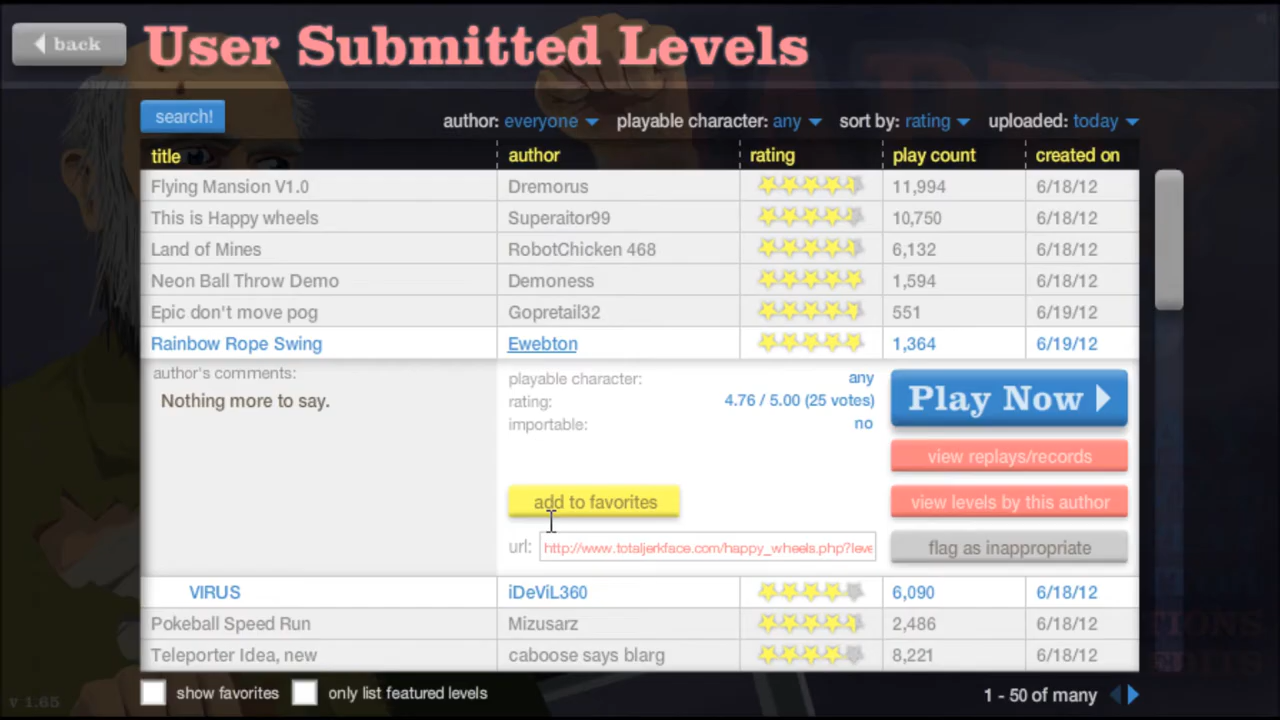 back
User Submitted Levels
search!
author: everyone playable character: any sort by: rating uploaded: today
title author rating play count created on
Flying Mansion V1.0 Dremorus 11,994 6/18/12
This is Happy wheels Superaitor99 10,750 6/18/12
Land of Mines RobotChicken 468 6,132 6/18/12
Neon Ball Throw Demo Demoness 1,594 6/18/12
Epic don't move pog Gopretail32 551 6/19/12
Rainbow Rope Swing Ewebton 1,364 6/19/12
author's comments:
Nothing more to say.
playable character: any
rating: 4.76 / 5.00 (25 votes)
importable: no
add to favorites
url: http://www.totaljerkface.com/happy_wheels.php?leve
Play Now
view replays/records
view levels by this author
flag as inappropriate
VIRUS iDeViL360 6,090 6/18/12
Pokeball Speed Run Mizusarz 2,486 6/18/12
Teleporter Idea, new caboose says blarg 8,221 6/18/12
show favorites only list featured levels 1 - 50 of many
v 1.65